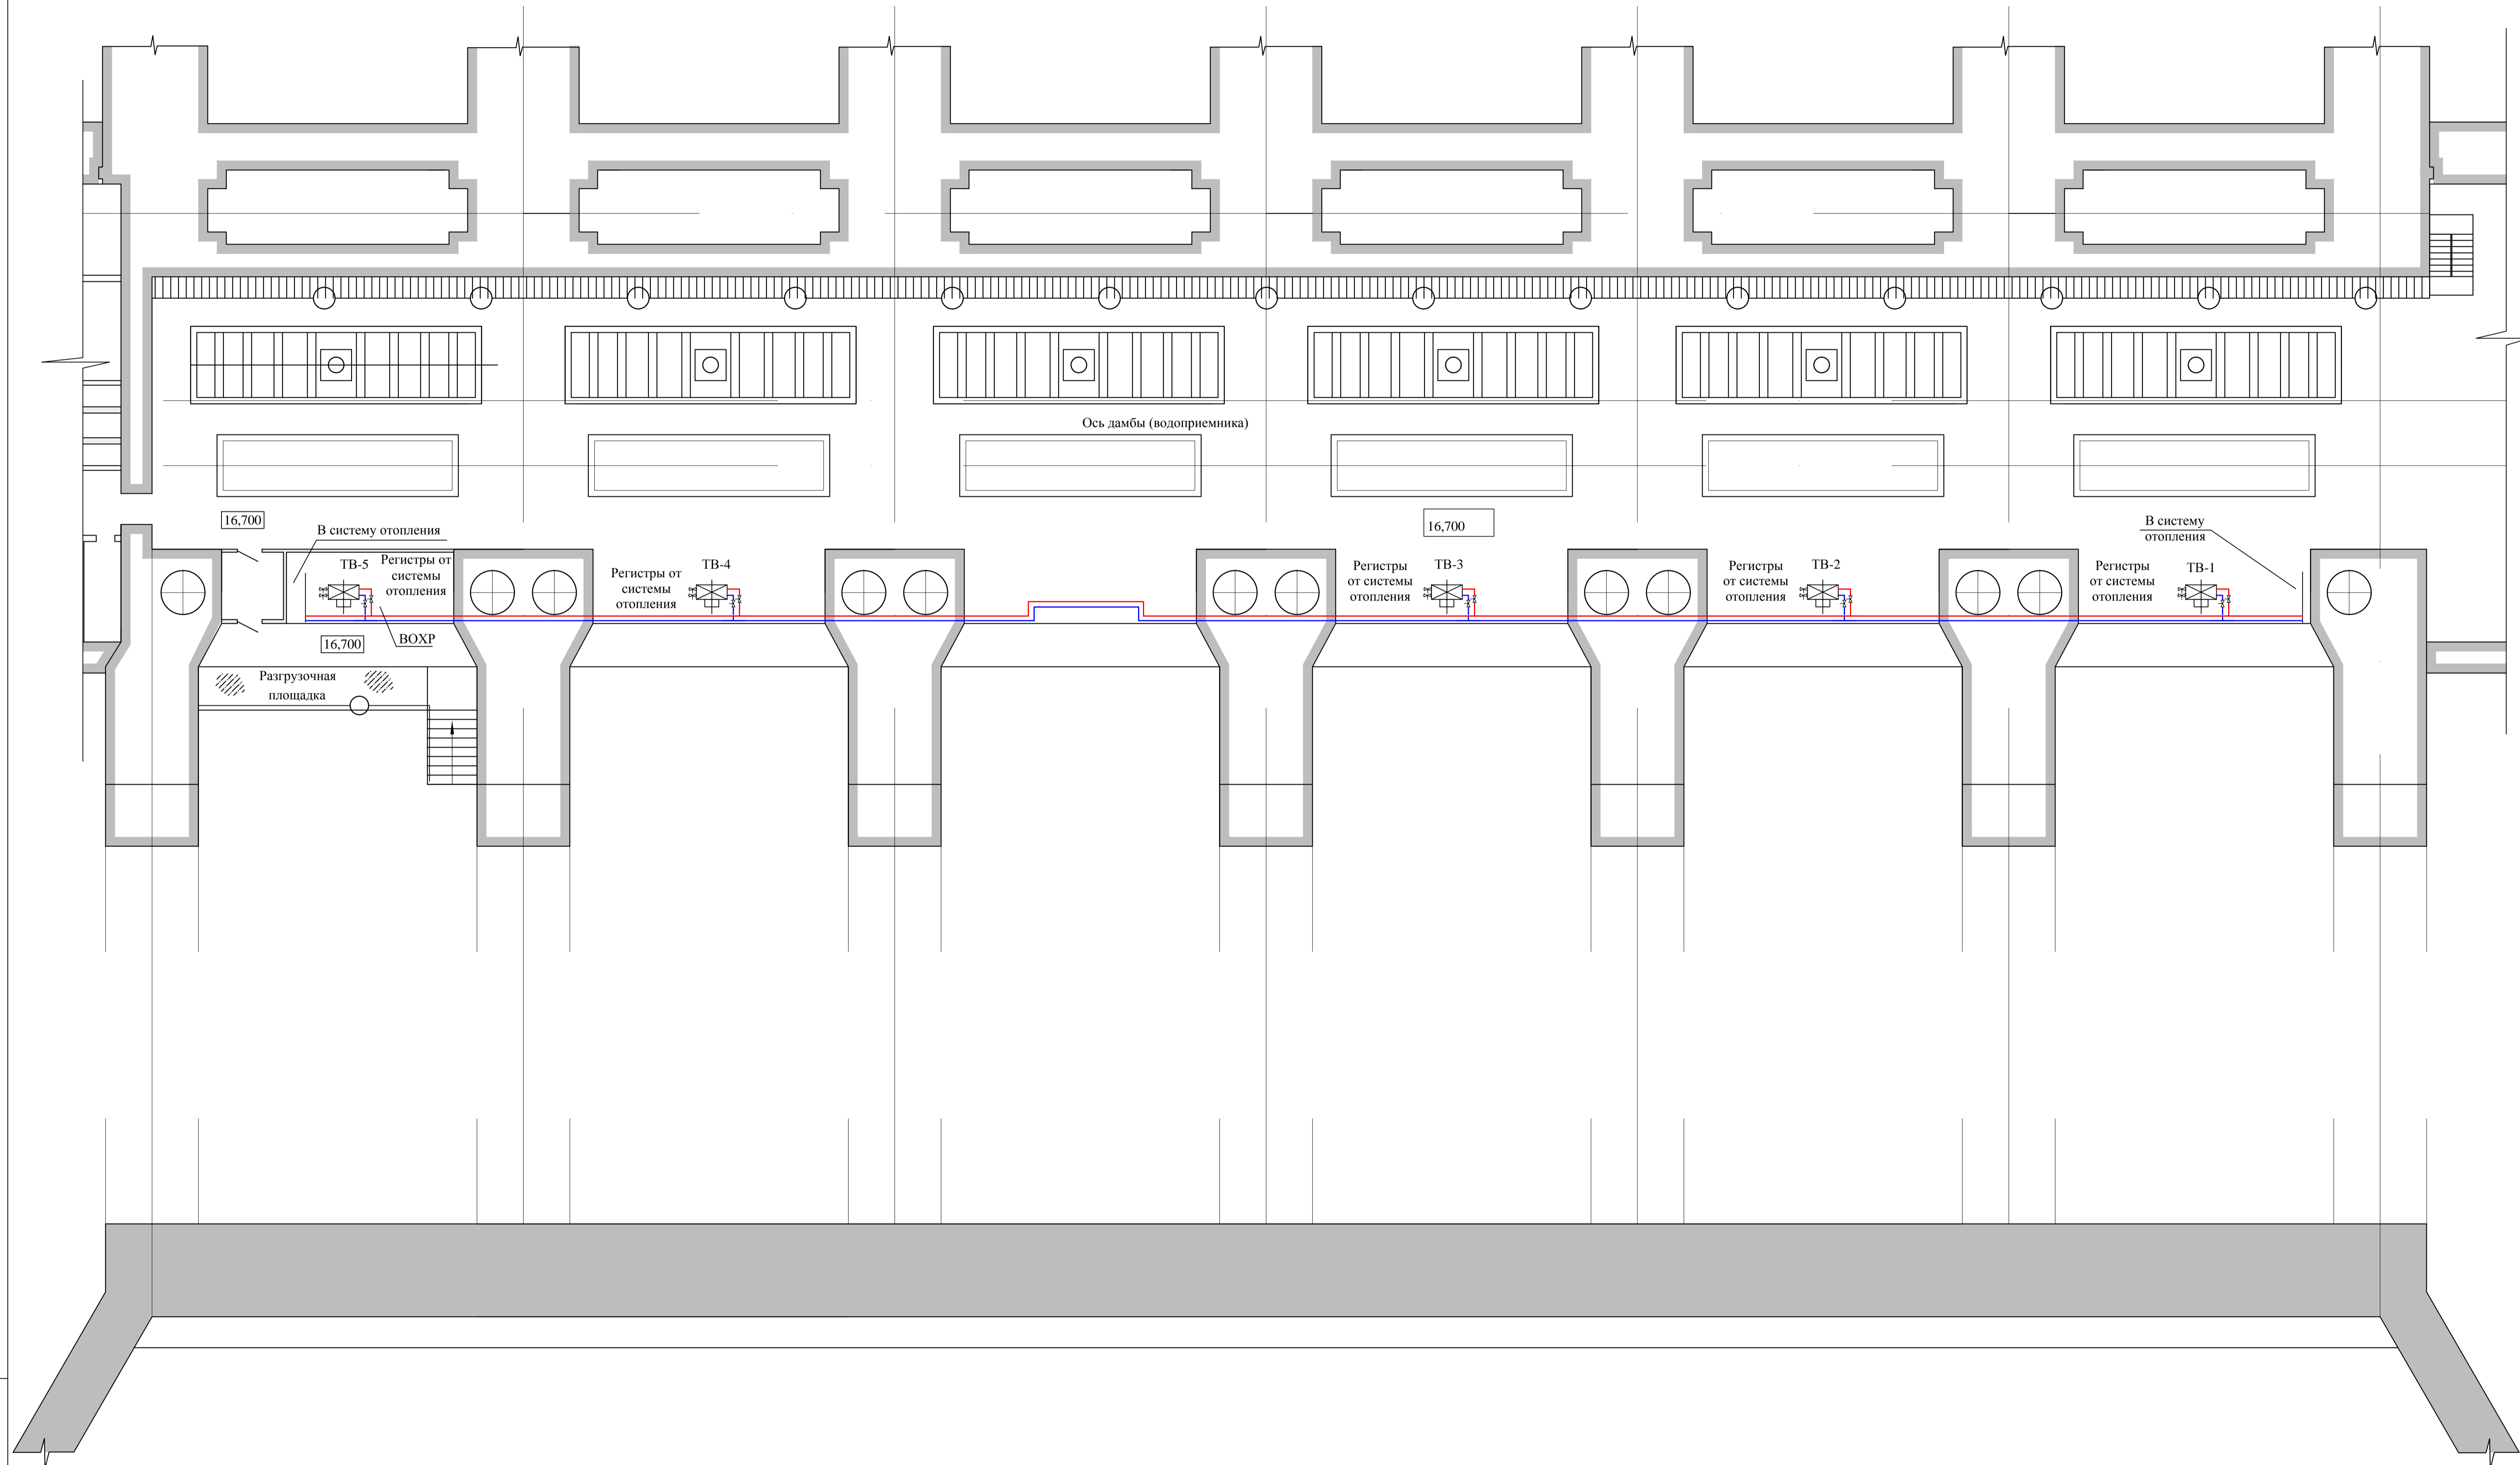 Ось дамбы (водоприемника)
16,700
16,700
В систему отопления
В систему
отопления
ТВ-5
Регистры от
системы
отопления
Регистры от
системы
отопления
ТВ-4
Регистры
от системы
отопления
ТВ-3
Регистры
от системы
отопления
ТВ-2
Регистры
от системы
отопления
ТВ-1
16,700
ВОХР
Разгрузочная
площадка